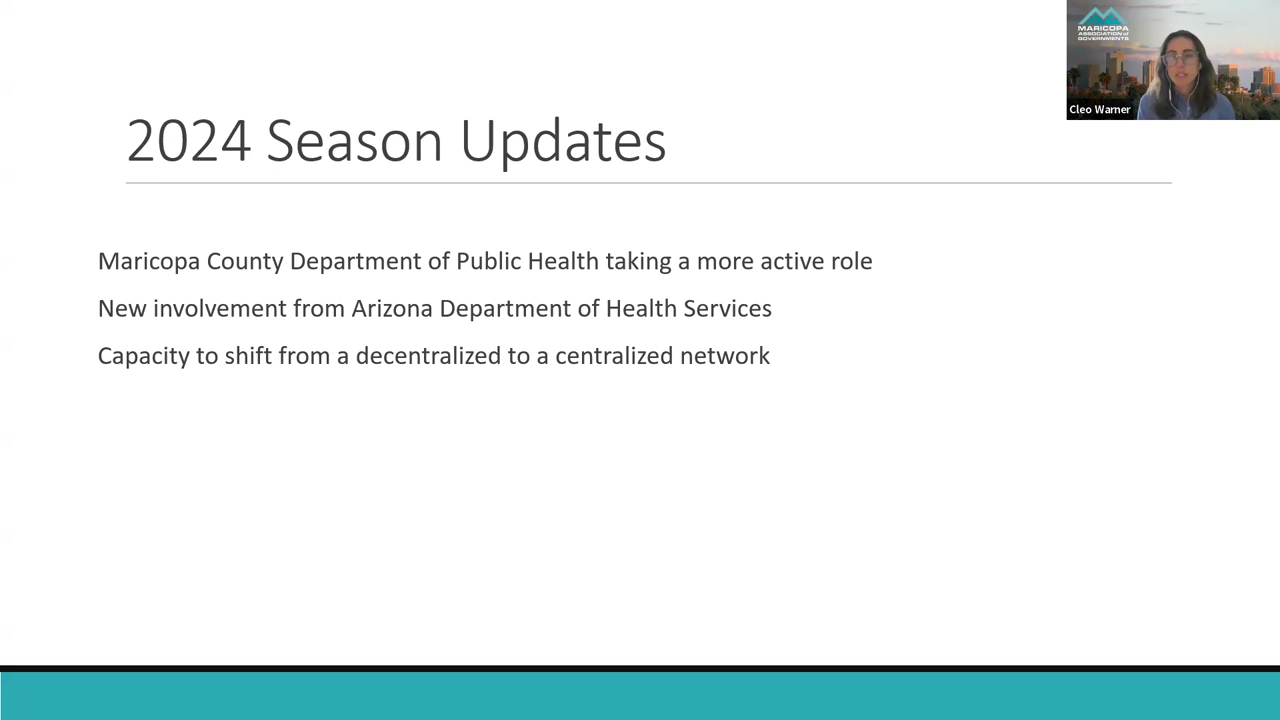 MARICOPA
ASSOCIATION of
GOVERNMENTS
Cleo Warner
2024 Season Updates
Maricopa County Department of Public Health taking a more active role
New involvement from Arizona Department of Health Services
Capacity to shift from a decentralized to a centralized network